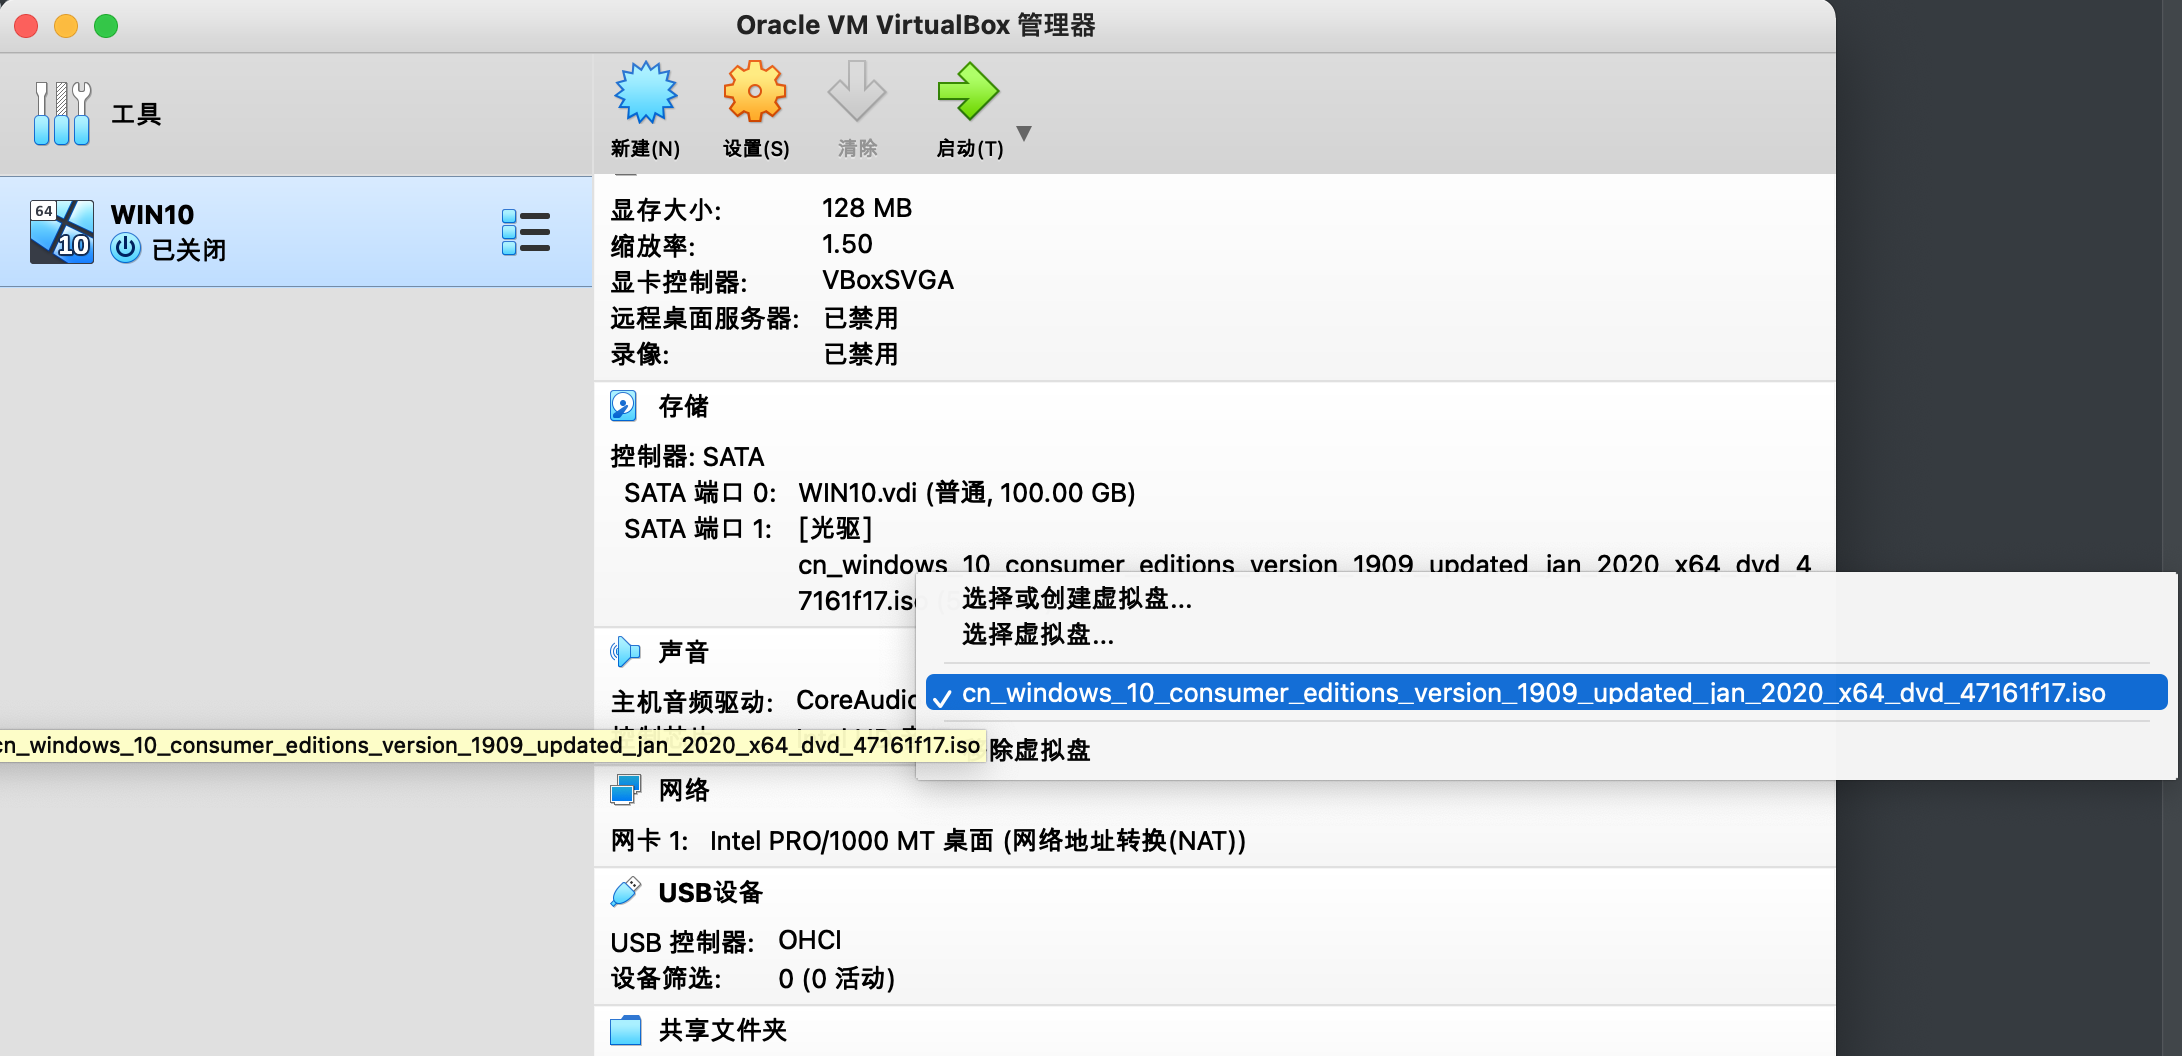 Oracle VM VirtualBox 管理器
工具
新建(N)
设置(S)
清除
启动(T)
64
10
WIN10
已关闭
显存大小: 128 MB
缩放率: 1.50
显卡控制器: VBoxSVGA
远程桌面服务器: 已禁用
录像: 已禁用
存储
控制器: SATA
SATA 端口 0: WIN10.vdi (普通, 100.00 GB)
SATA 端口 1: [光驱]
cn_windows_10_consumer_editions_version_1909_updated_jan_2020_x64_dvd_4
7161f17.iso
选择或创建虚拟盘...
选择虚拟盘...
cn_windows_10_consumer_editions_version_1909_updated_jan_2020_x64_dvd_47161f17.iso
除虚拟盘
声音
主机音频驱动: CoreAudio
cn_windows_10_consumer_editions_version_1909_updated_jan_2020_x64_dvd_47161f17.iso
网络
网卡 1: Intel PRO/1000 MT 桌面 (网络地址转换(NAT))
USB设备
USB 控制器: OHCI
设备筛选: 0 (0 活动)
共享文件夹